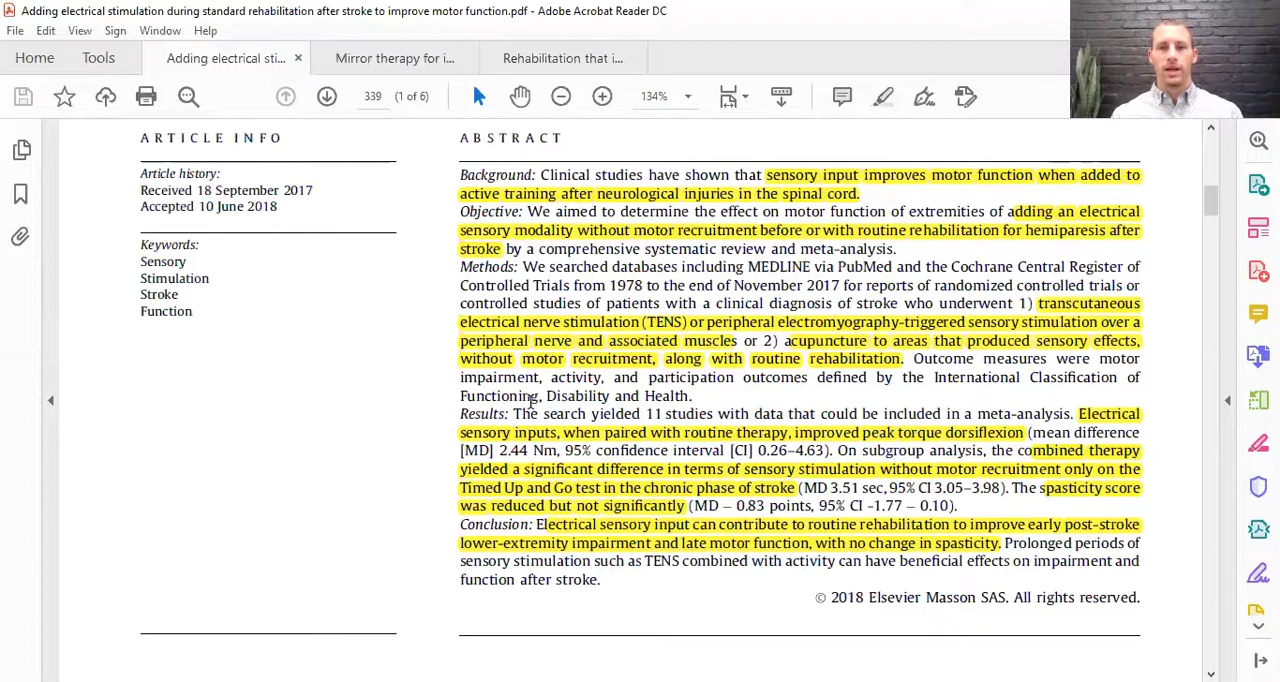 Adding electrical stimulation during standard rehabilitation after stroke to improve motor function.pdf - Adobe Acrobat Reader DC
File Edit View Sign Window Help
Home Tools Adding electrical sti... × Mirror therapy for i... Rehabilitation that i...
339 (1 of 6) 134%
ARTICLE INFO
Article history:
Received 18 September 2017
Accepted 10 June 2018
Keywords:
Sensory
Stimulation
Stroke
Function
ABSTRACT
Background: Clinical studies have shown that sensory input improves motor function when added to
active training after neurological injuries in the spinal cord.
Objective: We aimed to determine the effect on motor function of extremities of adding an electrical
sensory modality without motor recruitment before or with routine rehabilitation for hemiparesis after
stroke by a comprehensive systematic review and meta-analysis.
Methods: We searched databases including MEDLINE via PubMed and the Cochrane Central Register of
Controlled Trials from 1978 to the end of November 2017 for reports of randomized controlled trials or
controlled studies of patients with a clinical diagnosis of stroke who underwent 1) transcutaneous
electrical nerve stimulation (TENS) or peripheral electromyography-triggered sensory stimulation over a
peripheral nerve and associated muscles or 2) acupuncture to areas that produced sensory effects,
without motor recruitment, along with routine rehabilitation. Outcome measures were motor
impairment, activity, and participation outcomes defined by the International Classification of
Functioning, Disability and Health.
Results: The search yielded 11 studies with data that could be included in a meta-analysis. Electrical
sensory inputs, when paired with routine therapy, improved peak torque dorsiflexion (mean difference
[MD] 2.44 Nm, 95% confidence interval [CI] 0.26–4.63). On subgroup analysis, the combined therapy
yielded a significant difference in terms of sensory stimulation without motor recruitment only on the
Timed Up and Go test in the chronic phase of stroke (MD 3.51 sec, 95% CI 3.05–3.98). The spasticity score
was reduced but not significantly (MD – 0.83 points, 95% CI -1.77 – 0.10).
Conclusion: Electrical sensory input can contribute to routine rehabilitation to improve early post-stroke
lower-extremity impairment and late motor function, with no change in spasticity. Prolonged periods of
sensory stimulation such as TENS combined with activity can have beneficial effects on impairment and
function after stroke.
© 2018 Elsevier Masson SAS. All rights reserved.